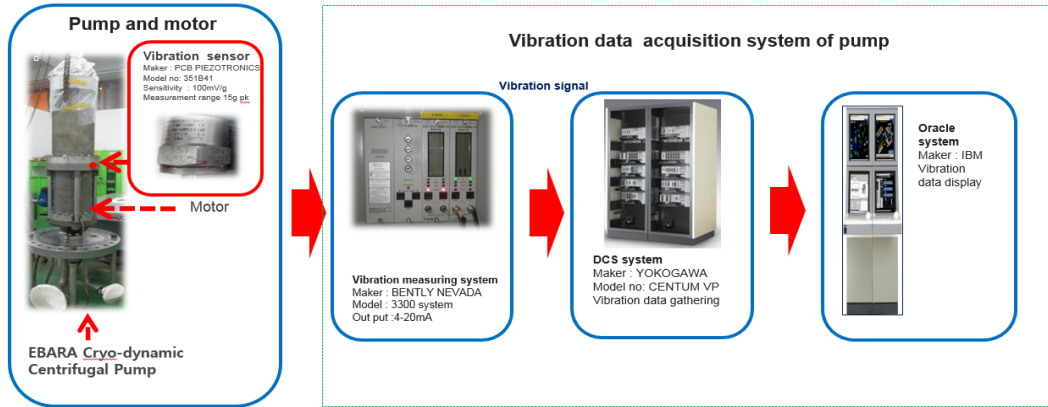 Pump and motor
Vibration sensor
Maker : PCB PIEZOTRONICS
Model no: 351B41
Sensitivity : 100mV/g
Measurement range 15g pk
Motor
EBARA Cryo-dynamic
Centrifugal Pump
Vibration data acquisition system of pump
Vibration signal
Vibration measuring system
Maker : BENTLY NEVADA
Model : 3300 system
Out put :4-20mA
DCS system
Maker : YOKOGAWA
Model no: CENTUM VP
Vibration data gathering
Oracle
system
Maker : IBM
Vibration
data display